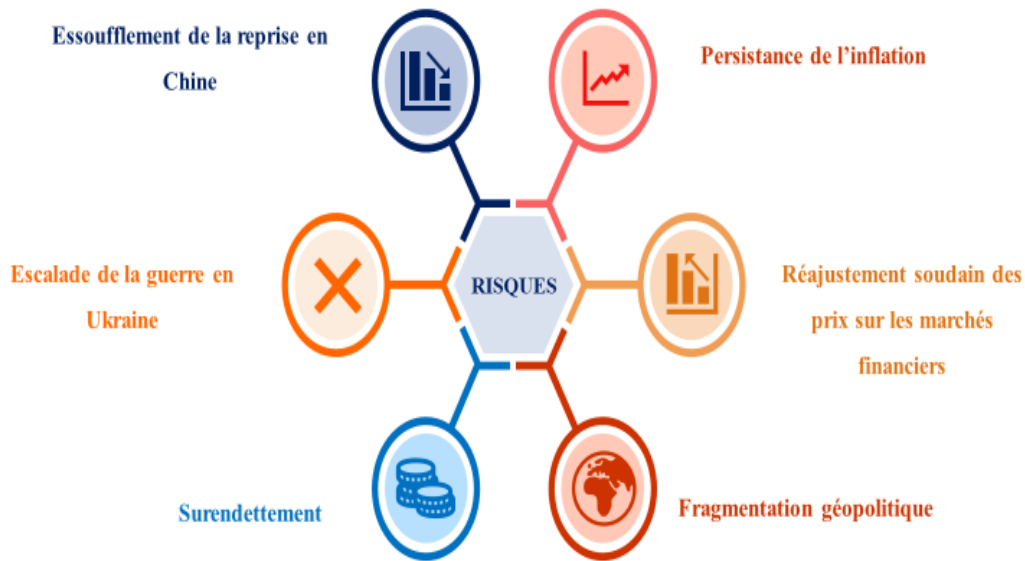 Essoufflement de la reprise en
Chine
Persistance de l’inflation
Escalade de la guerre en
Ukraine
RISQUES
Réajustement soudain des
prix sur les marchés
financiers
Surendettement
Fragmentation géopolitique